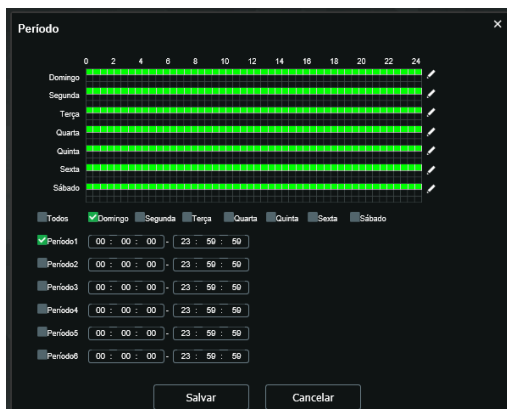 Período
0 2 4 6 8 10 12 14 16 18 20 22 24
Domingo
Segunda
Terça
Quarta
Quinta
Sexta
Sábado
Todos Domingo Segunda Terça Quarta Quinta Sexta Sábado
Período1 00 : 00 : 00 - 23 : 59 : 59
Período2 00 : 00 : 00 - 23 : 59 : 59
Período3 00 : 00 : 00 - 23 : 59 : 59
Período4 00 : 00 : 00 - 23 : 59 : 59
Período5 00 : 00 : 00 - 23 : 59 : 59
Período6 00 : 00 : 00 - 23 : 59 : 59
Salvar Cancelar